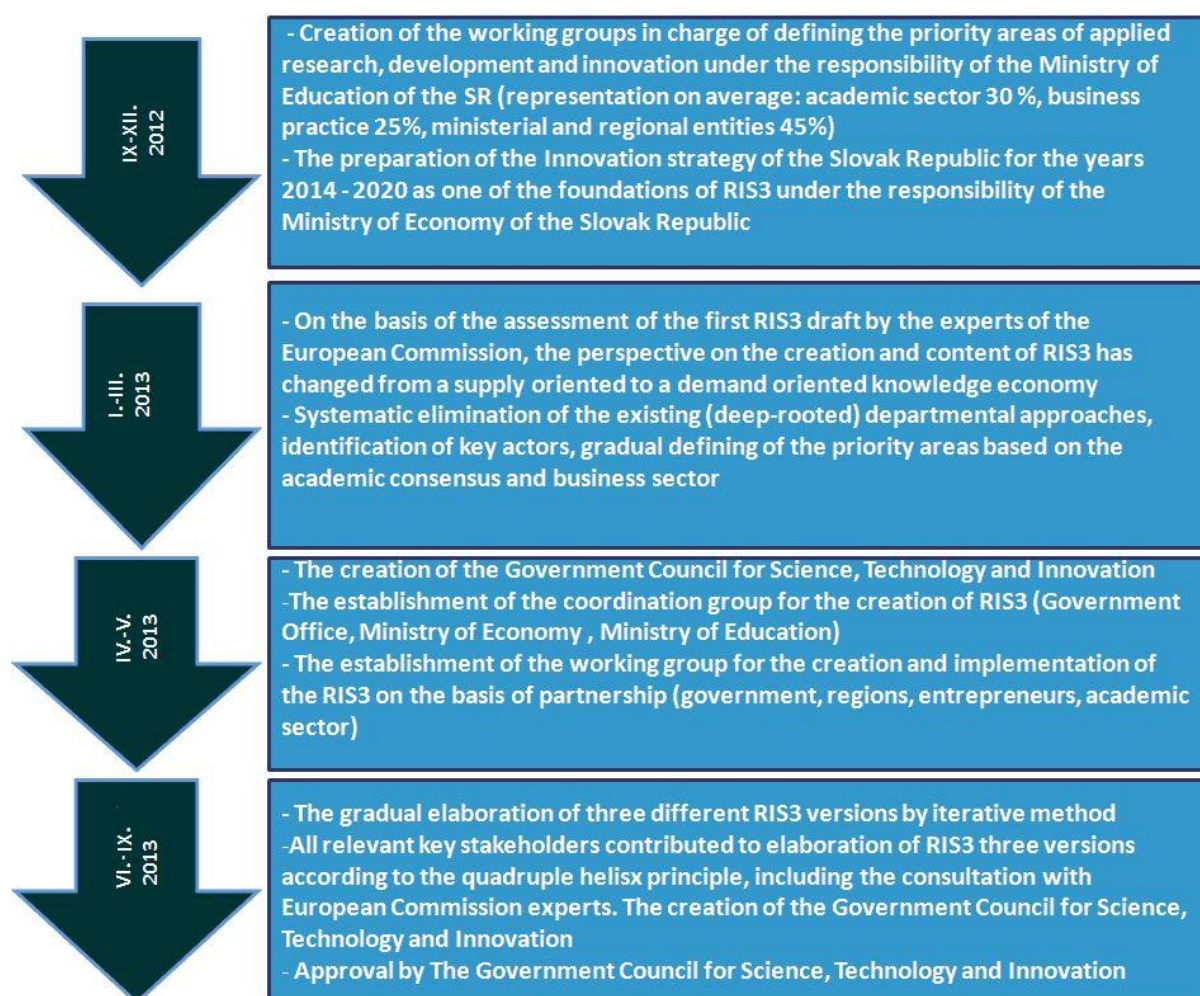 IX-XII.
2012
- Creation of the working groups in charge of defining the priority areas of applied
research, development and innovation under the responsibility of the Ministry of
Education of the SR (representation on average: academic sector 30 %, business
practice 25%, ministerial and regional entities 45%)
- The preparation of the Innovation strategy of the Slovak Republic for the years
2014 - 2020 as one of the foundations of RIS3 under the responsibility of the
Ministry of Economy of the Slovak Republic
I.-III.
2013
- On the basis of the assessment of the first RIS3 draft by the experts of the
European Commission, the perspective on the creation and content of RIS3 has
changed from a supply oriented to a demand oriented knowledge economy
- Systematic elimination of the existing (deep-rooted) departmental approaches,
identification of key actors, gradual defining of the priority areas based on the
academic consensus and business sector
IV.-V.
2013
- The creation of the Government Council for Science, Technology and Innovation
-The establishment of the coordination group for the creation of RIS3 (Government
Office, Ministry of Economy , Ministry of Education)
- The establishment of the working group for the creation and implementation of
the RIS3 on the basis of partnership (government, regions, entrepreneurs, academic
sector)
VI.-IX.
2013
- The gradual elaboration of three different RIS3 versions by iterative method
-All relevant key stakeholders contributed to elaboration of RIS3 three versions
according to the quadruple helisx principle, including the consultation with
European Commission experts. The creation of the Government Council for Science,
Technology and Innovation
- Approval by The Government Council for Science, Technology and Innovation